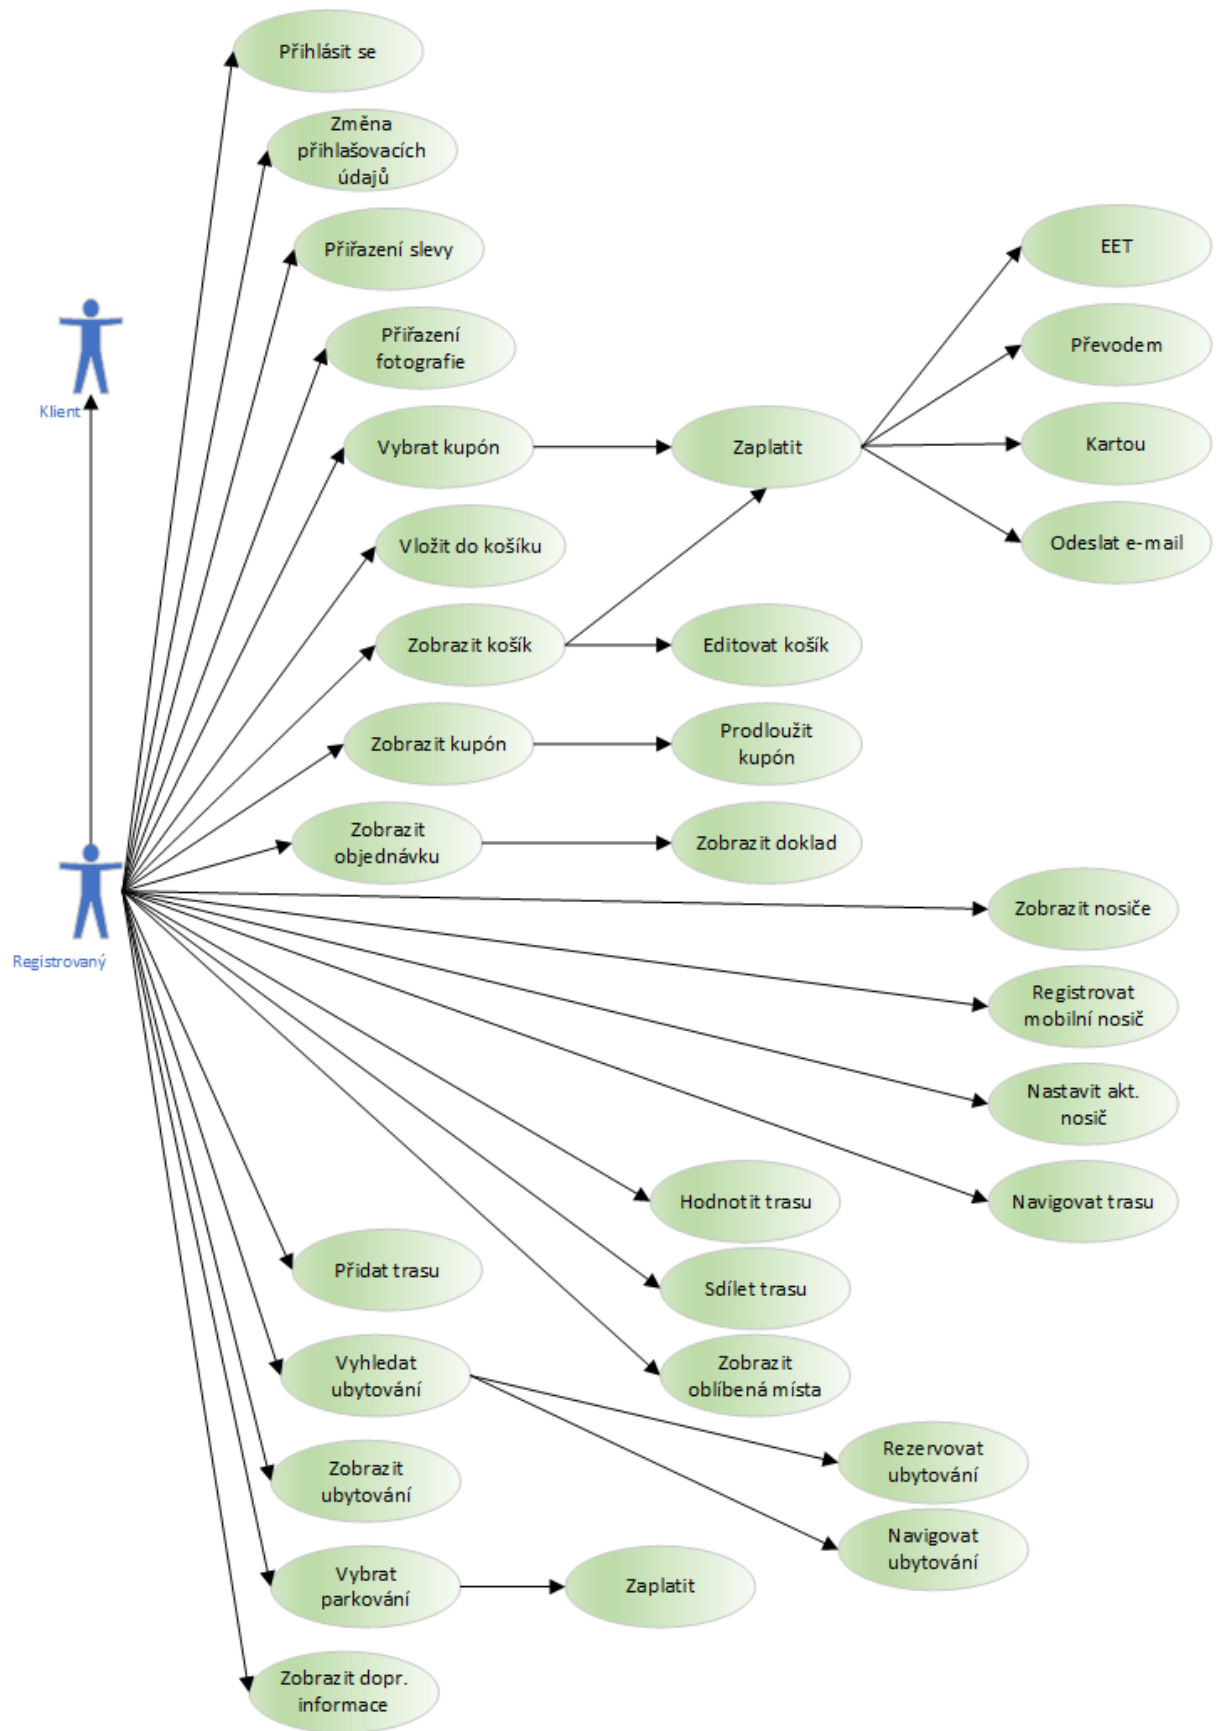 Přihlásit se
Změna
přihlašovacích
údajů
Přiřazení slevy
EET
Přiřazení
fotografie
Převodem
Klient
Vybrat kupón
Zaplatit
Kartou
Vložit do košíku
Odeslat e-mail
Zobrazit košík
Editovat košík
Zobrazit kupón
Prodloužit
kupón
Zobrazit
objednávku
Zobrazit doklad
Zobrazit nosiče
Registrovaný
Registrovat
mobilní nosič
Nastavit akt.
nosič
Hodnotit trasu
Navigovat trasu
Přidat trasu
Sdílet trasu
Vyhledat
ubytování
Zobrazit
oblíbená místa
Rezervovat
ubytování
Zobrazit
ubytování
Navigovat
ubytování
Vybrat
parkování
Zaplatit
Zobrazit dopr.
informace